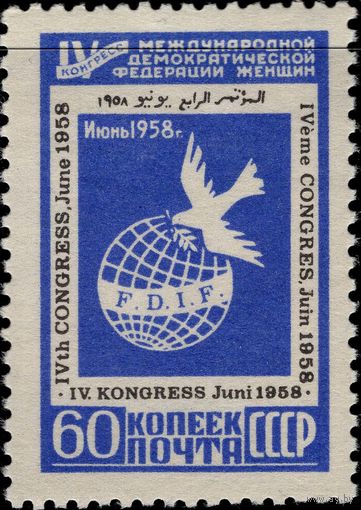 IV КОНГРЕСС
МЕЖДУНАРОДНОЙ
ДЕМОКРАТИЧЕСКОЙ
ФЕДЕРАЦИИ ЖЕНЩИН
المؤتمر الرابع يونيو ١٩٥٨
Июнь 1958 г.
IVth CONGRESS, June 1958
IVème CONGRES, Juin 1958
F.D.I.F.
· IV. KONGRESS Juni 1958 ·
60 КОПЕЕК
ПОЧТА СССР